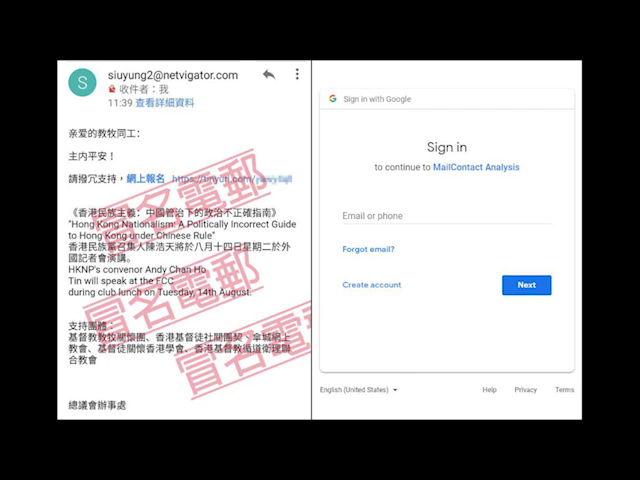 siuyung2@netvigator.com
S
收件者：我
11:39 查看詳細資料
亲爱的教牧同工：
主内平安！
請撥冗支持，網上報名 https://tinyurl.com/
《香港民族主義：中國管治下的政治不正確指南》
"Hong Kong Nationalism: A Politically Incorrect Guide
to Hong Kong under Chinese Rule"
香港民族黨召集人陳浩天將於八月十四日星期二於外
國記者會演講。
HKNP's convenor Andy Chan Ho
Tin will speak at the FCC
during club lunch on Tuesday, 14th August.
支持團體：
基督教教牧關懷團、香港基督徒社關團契、傘城網上
教會、基督徒關懷香港學會、香港基督教循道衛理聯
合教會
總議會辦事處
冒名電郵
冒名電郵
冒名電郵
Sign in with Google
Sign in
to continue to MailContact Analysis
Email or phone
Forgot email?
Create account
Next
English (United States)
Help
Privacy
Terms